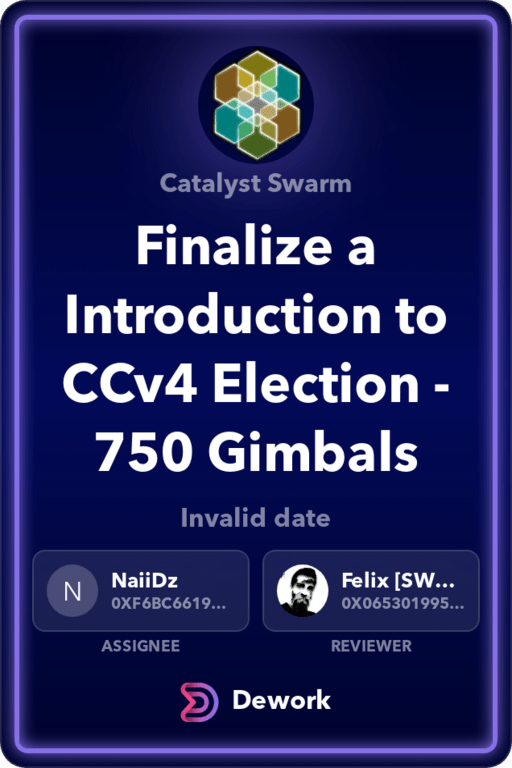 Catalyst Swarm
Finalize a
Introduction to
CCv4 Election -
750 Gimbals
Invalid date
N
NaiiDz
0XF6BC6619...
Felix [SW...
0X065301995...
ASSIGNEE
REVIEWER
Dework